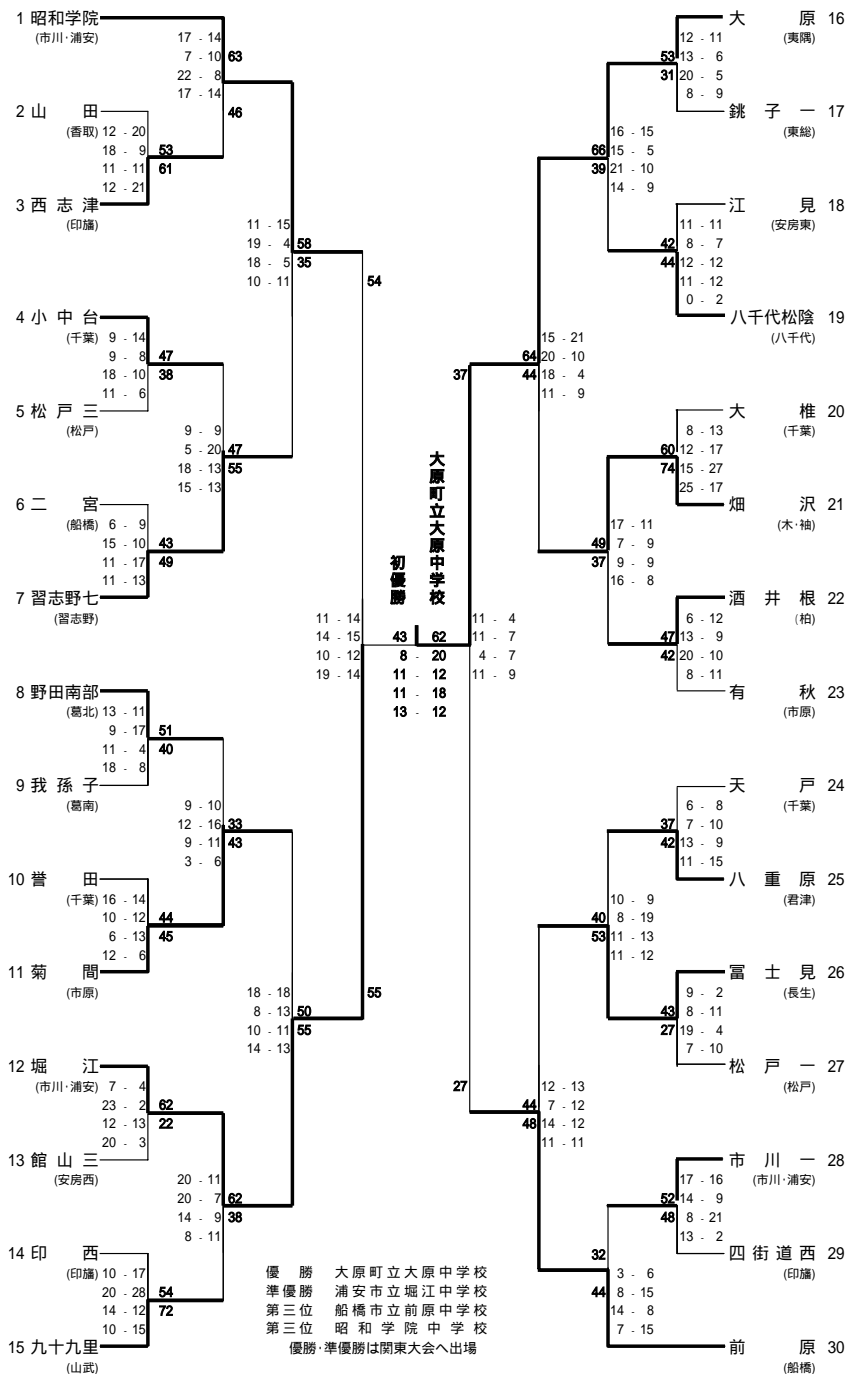 1 昭和学院
(市川・浦安)
17 - 14
7 - 10
22 - 8
17 - 14
63
46
2 山田
(香取)
12 - 20
18 - 9
11 - 11
12 - 21
53
61
3 西志津
(印旛)
11 - 15
19 - 4
18 - 5
10 - 11
58
35
54
4 小中台
(千葉)
9 - 14
9 - 8
18 - 10
11 - 6
47
38
5 松戸三
(松戸)
9 - 9
5 - 20
18 - 13
15 - 13
47
55
6 二宮
(船橋)
6 - 9
15 - 10
11 - 17
11 - 13
43
49
7 習志野七
(習志野)
11 - 14
14 - 15
10 - 12
19 - 14
8 野田南部
(葛北)
13 - 11
9 - 17
11 - 4
18 - 8
51
40
9 我孫子
(葛南)
9 - 10
12 - 16
9 - 11
3 - 6
33
43
10 誉田
(千葉)
16 - 14
10 - 12
6 - 13
12 - 6
44
45
11 菊間
(市原)
18 - 18
8 - 13
10 - 11
14 - 13
50
55
55
12 堀江
(市川・浦安)
7 - 4
23 - 2
12 - 13
20 - 3
62
22
13 館山三
(安房西)
20 - 11
20 - 7
14 - 9
8 - 11
62
38
14 印西
(印旛)
10 - 17
20 - 28
14 - 12
10 - 15
54
72
15 九十九里
(山武)
大原町立大原中学校
初優勝
43 62
8 - 20
11 - 12
11 - 18
13 - 12
大原 16
(夷隅)
12 - 11
13 - 6
20 - 5
8 - 9
53
31
銚子一 17
(東総)
16 - 15
15 - 5
21 - 10
14 - 9
66
39
江見 18
(安房東)
11 - 11
8 - 7
12 - 12
11 - 12
0 - 2
42
44
八千代松陰 19
(八千代)
15 - 21
20 - 10
18 - 4
11 - 9
64
44
37
大椎 20
(千葉)
8 - 13
12 - 17
15 - 27
25 - 17
60
74
畑沢 21
(木・袖)
17 - 11
7 - 9
9 - 9
16 - 8
49
37
酒井根 22
(柏)
6 - 12
13 - 9
20 - 10
8 - 11
47
42
有秋 23
(市原)
11 - 4
11 - 7
4 - 7
11 - 9
天戸 24
(千葉)
6 - 8
7 - 10
13 - 9
11 - 15
37
42
八重原 25
(君津)
10 - 9
8 - 19
11 - 13
11 - 12
40
53
冨士見 26
(長生)
9 - 2
8 - 11
19 - 4
7 - 10
43
27
松戸一 27
(松戸)
12 - 13
7 - 12
14 - 12
11 - 11
44
48
27
市川一 28
(市川・浦安)
17 - 16
14 - 9
8 - 21
13 - 2
52
48
四街道西 29
(印旛)
3 - 6
8 - 15
14 - 8
7 - 15
32
44
前原 30
(船橋)
優勝 大原町立大原中学校
準優勝 浦安市立堀江中学校
第三位 船橋市立前原中学校
第三位 昭和学院中学校
優勝・準優勝は関東大会へ出場